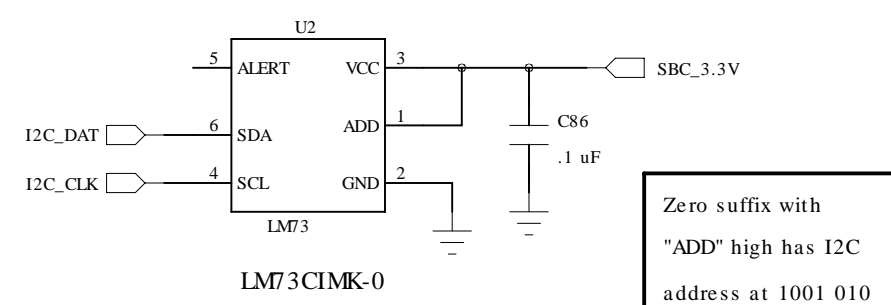 U2
5 ALERT VCC 3
SBC_3.3V
ADD 1
C86
I2C_DAT 6 SDA
.1 uF
I2C_CLK 4 SCL GND 2
LM73
LM73CIMK-0
Zero suffix with
"ADD" high has I2C
address at 1001 010